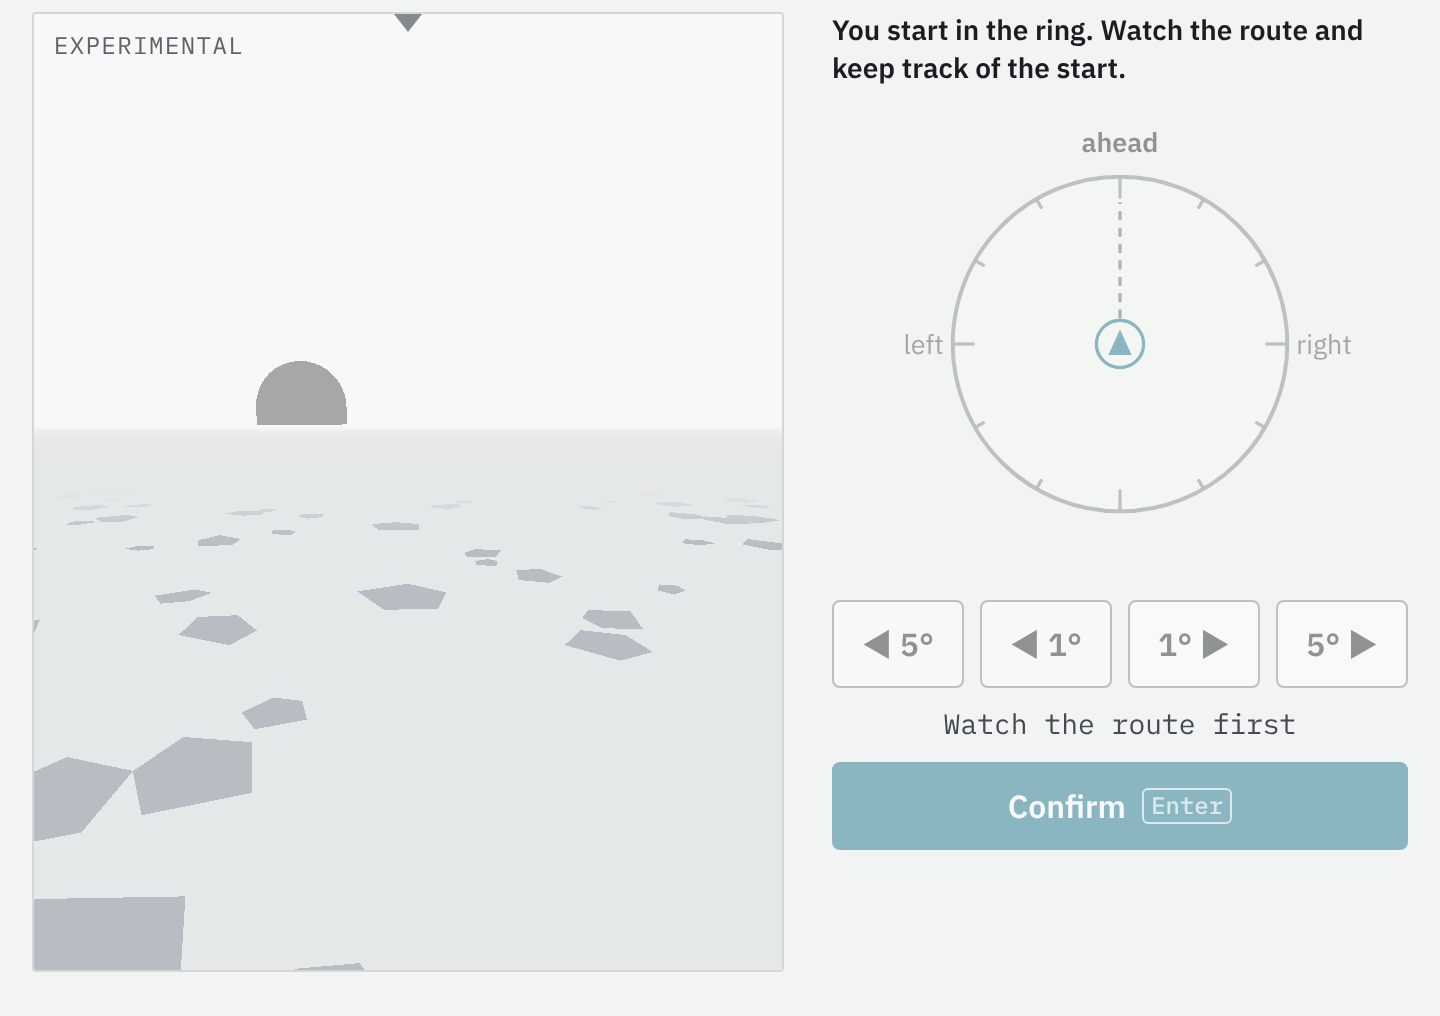 EXPERIMENTAL
You start in the ring. Watch the route and
keep track of the start.
ahead
left
right
5°
1°
1°
5°
Watch the route first
Confirm Enter